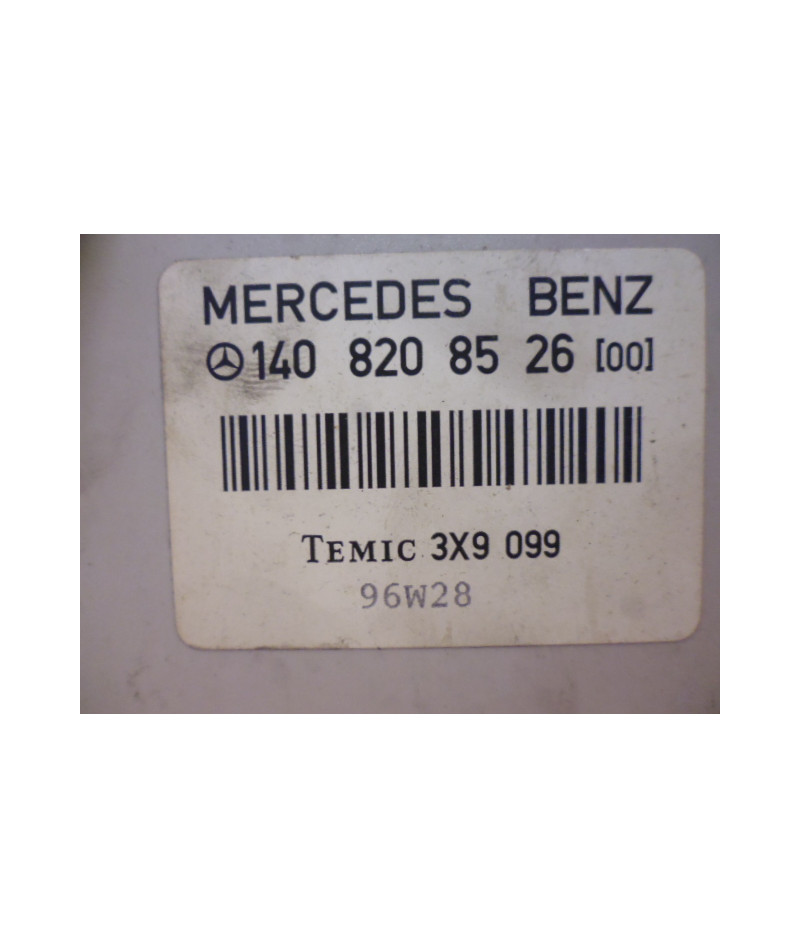 MERCEDES BENZ
140 820 85 26 [00]
TEMIC 3X9 099
96W28